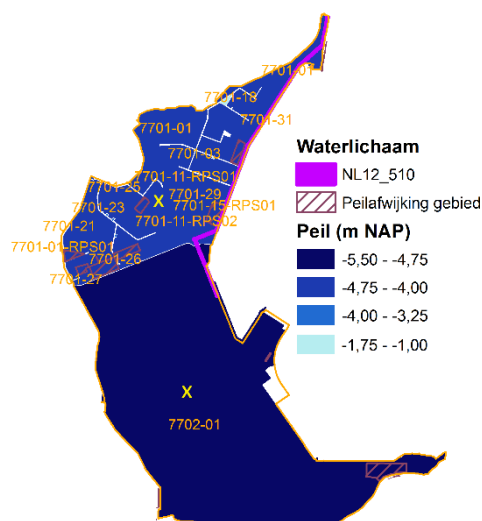 7701-01
7701-18
7701-31
7701-01
7701-03
7701-11-RPS01
7701-25
7701-29
7701-23
7701-15-RPS01
X
7701-11-RPS02
7701-21
7701-01-RPS01
7701-26
7701-27
X
7702-01
Waterlichaam
NL12_510
Peilafwijking gebied
Peil (m NAP)
-5,50 - -4,75
-4,75 - -4,00
-4,00 - -3,25
-1,75 - -1,00